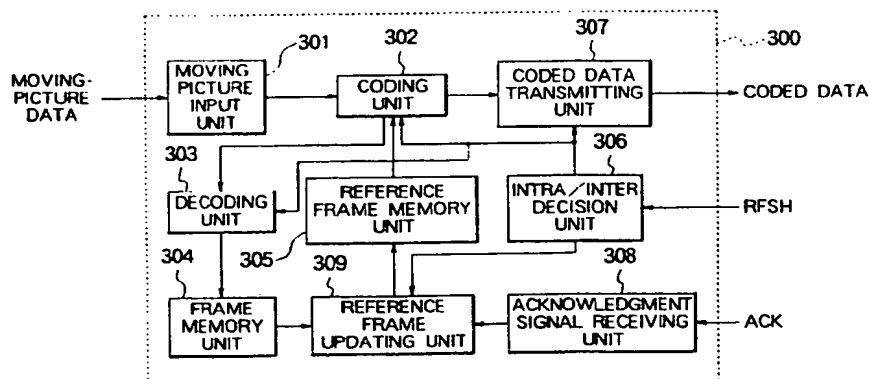 301
302
307
300
MOVING-
PICTURE
DATA
MOVING
PICTURE
INPUT
UNIT
CODING
UNIT
CODED DATA
TRANSMITTING
UNIT
CODED DATA
303
306
DECODING
UNIT
REFERENCE
FRAME MEMORY
UNIT
INTRA/INTER
DECISION
UNIT
RFSH
305
304
309
308
FRAME
MEMORY
UNIT
REFERENCE
FRAME
UPDATING UNIT
ACKNOWLEDGMENT
SIGNAL RECEIVING
UNIT
ACK